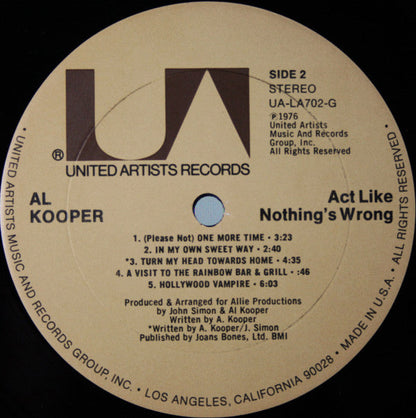 UA
®
UNITED ARTISTS RECORDS
SIDE 2
STEREO
UA-LA702-G
℗1976
United Artists
Music And Records
Group, Inc.
All Rights Reserved
AL
KOOPER
Act Like
Nothing's Wrong
1. (Please Not) ONE MORE TIME • 3:23
2. IN MY OWN SWEET WAY • 2:40
*3. TURN MY HEAD TOWARDS HOME • 4:35
4. A VISIT TO THE RAINBOW BAR & GRILL • :46
5. HOLLYWOOD VAMPIRE • 6:03
Produced & Arranged for Allie Productions
by John Simon & Al Kooper
Written by A. Kooper
*Written by A. Kooper/J. Simon
Published by Joans Bones, Ltd. BMI
• UNITED ARTISTS MUSIC AND RECORDS GROUP, INC. • LOS ANGELES, CALIFORNIA 90028 • MADE IN U.S.A. • ALL RIGHTS RESERVED •